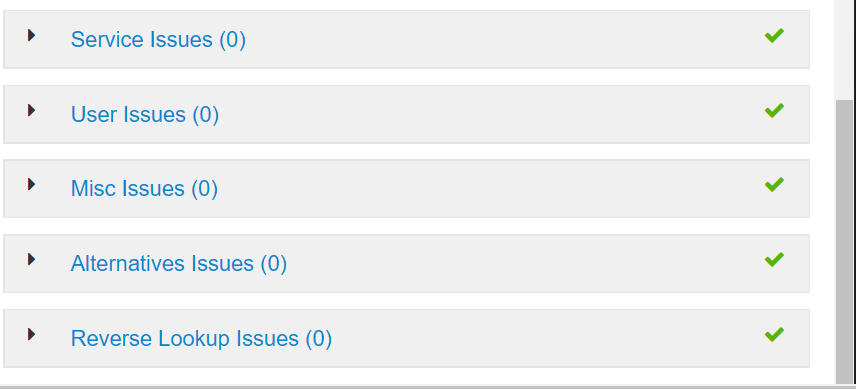 Service Issues (0)
User Issues (0)
Misc Issues (0)
Alternatives Issues (0)
Reverse Lookup Issues (0)